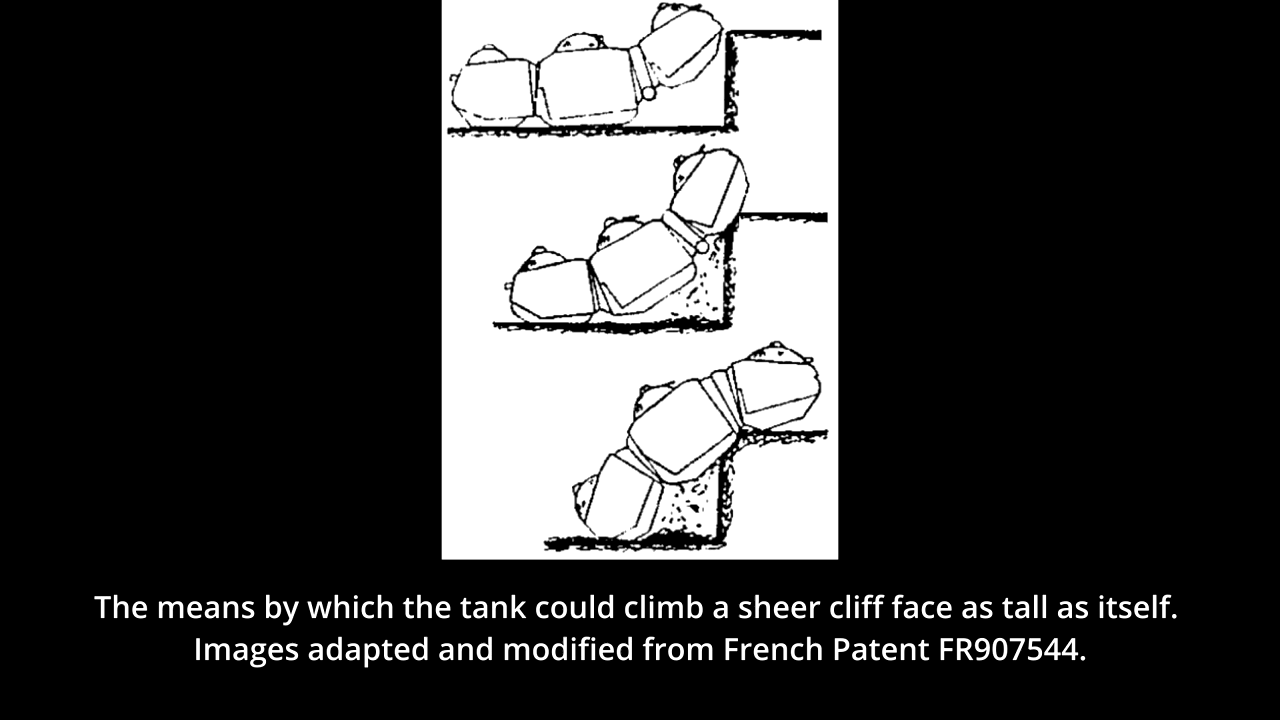 The means by which the tank could climb a sheer cliff face as tall as itself.
Images adapted and modified from French Patent FR907544.